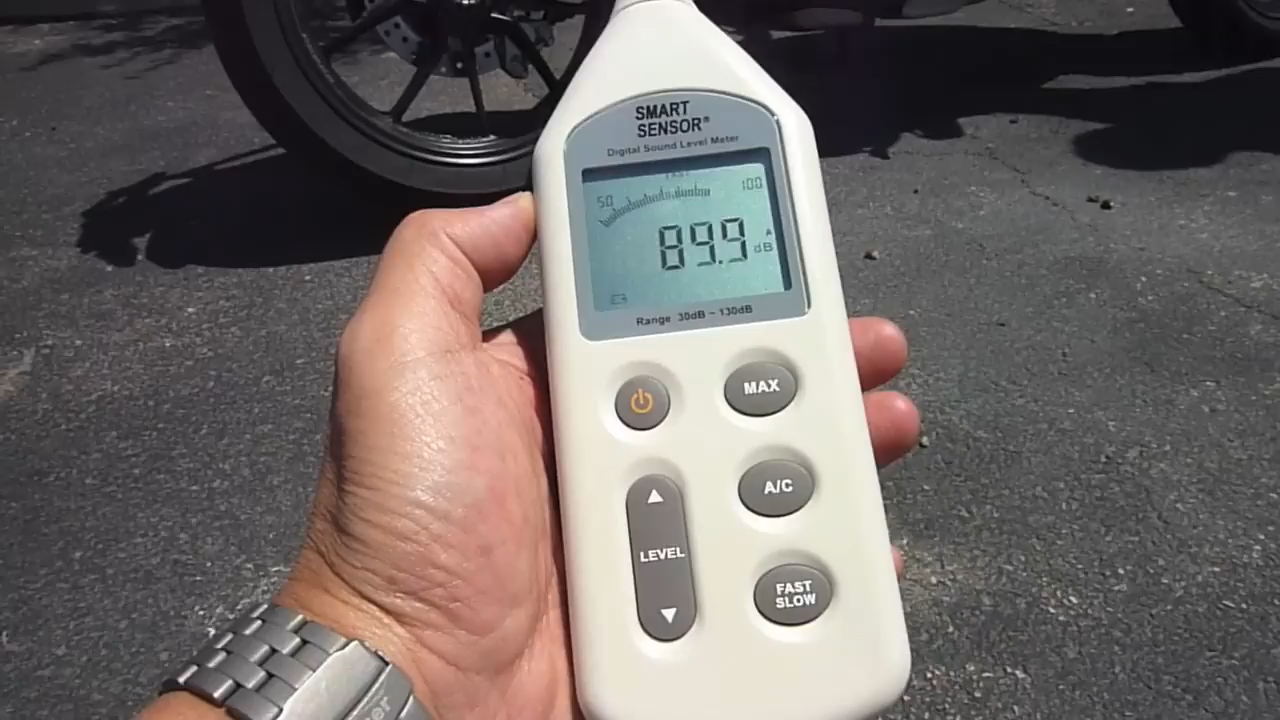 SMART
SENSOR®
Digital Sound Level Meter
FAST
50
100
89.9
A
dB
Range 30dB ~ 130dB
MAX
A/C
LEVEL
FAST
SLOW